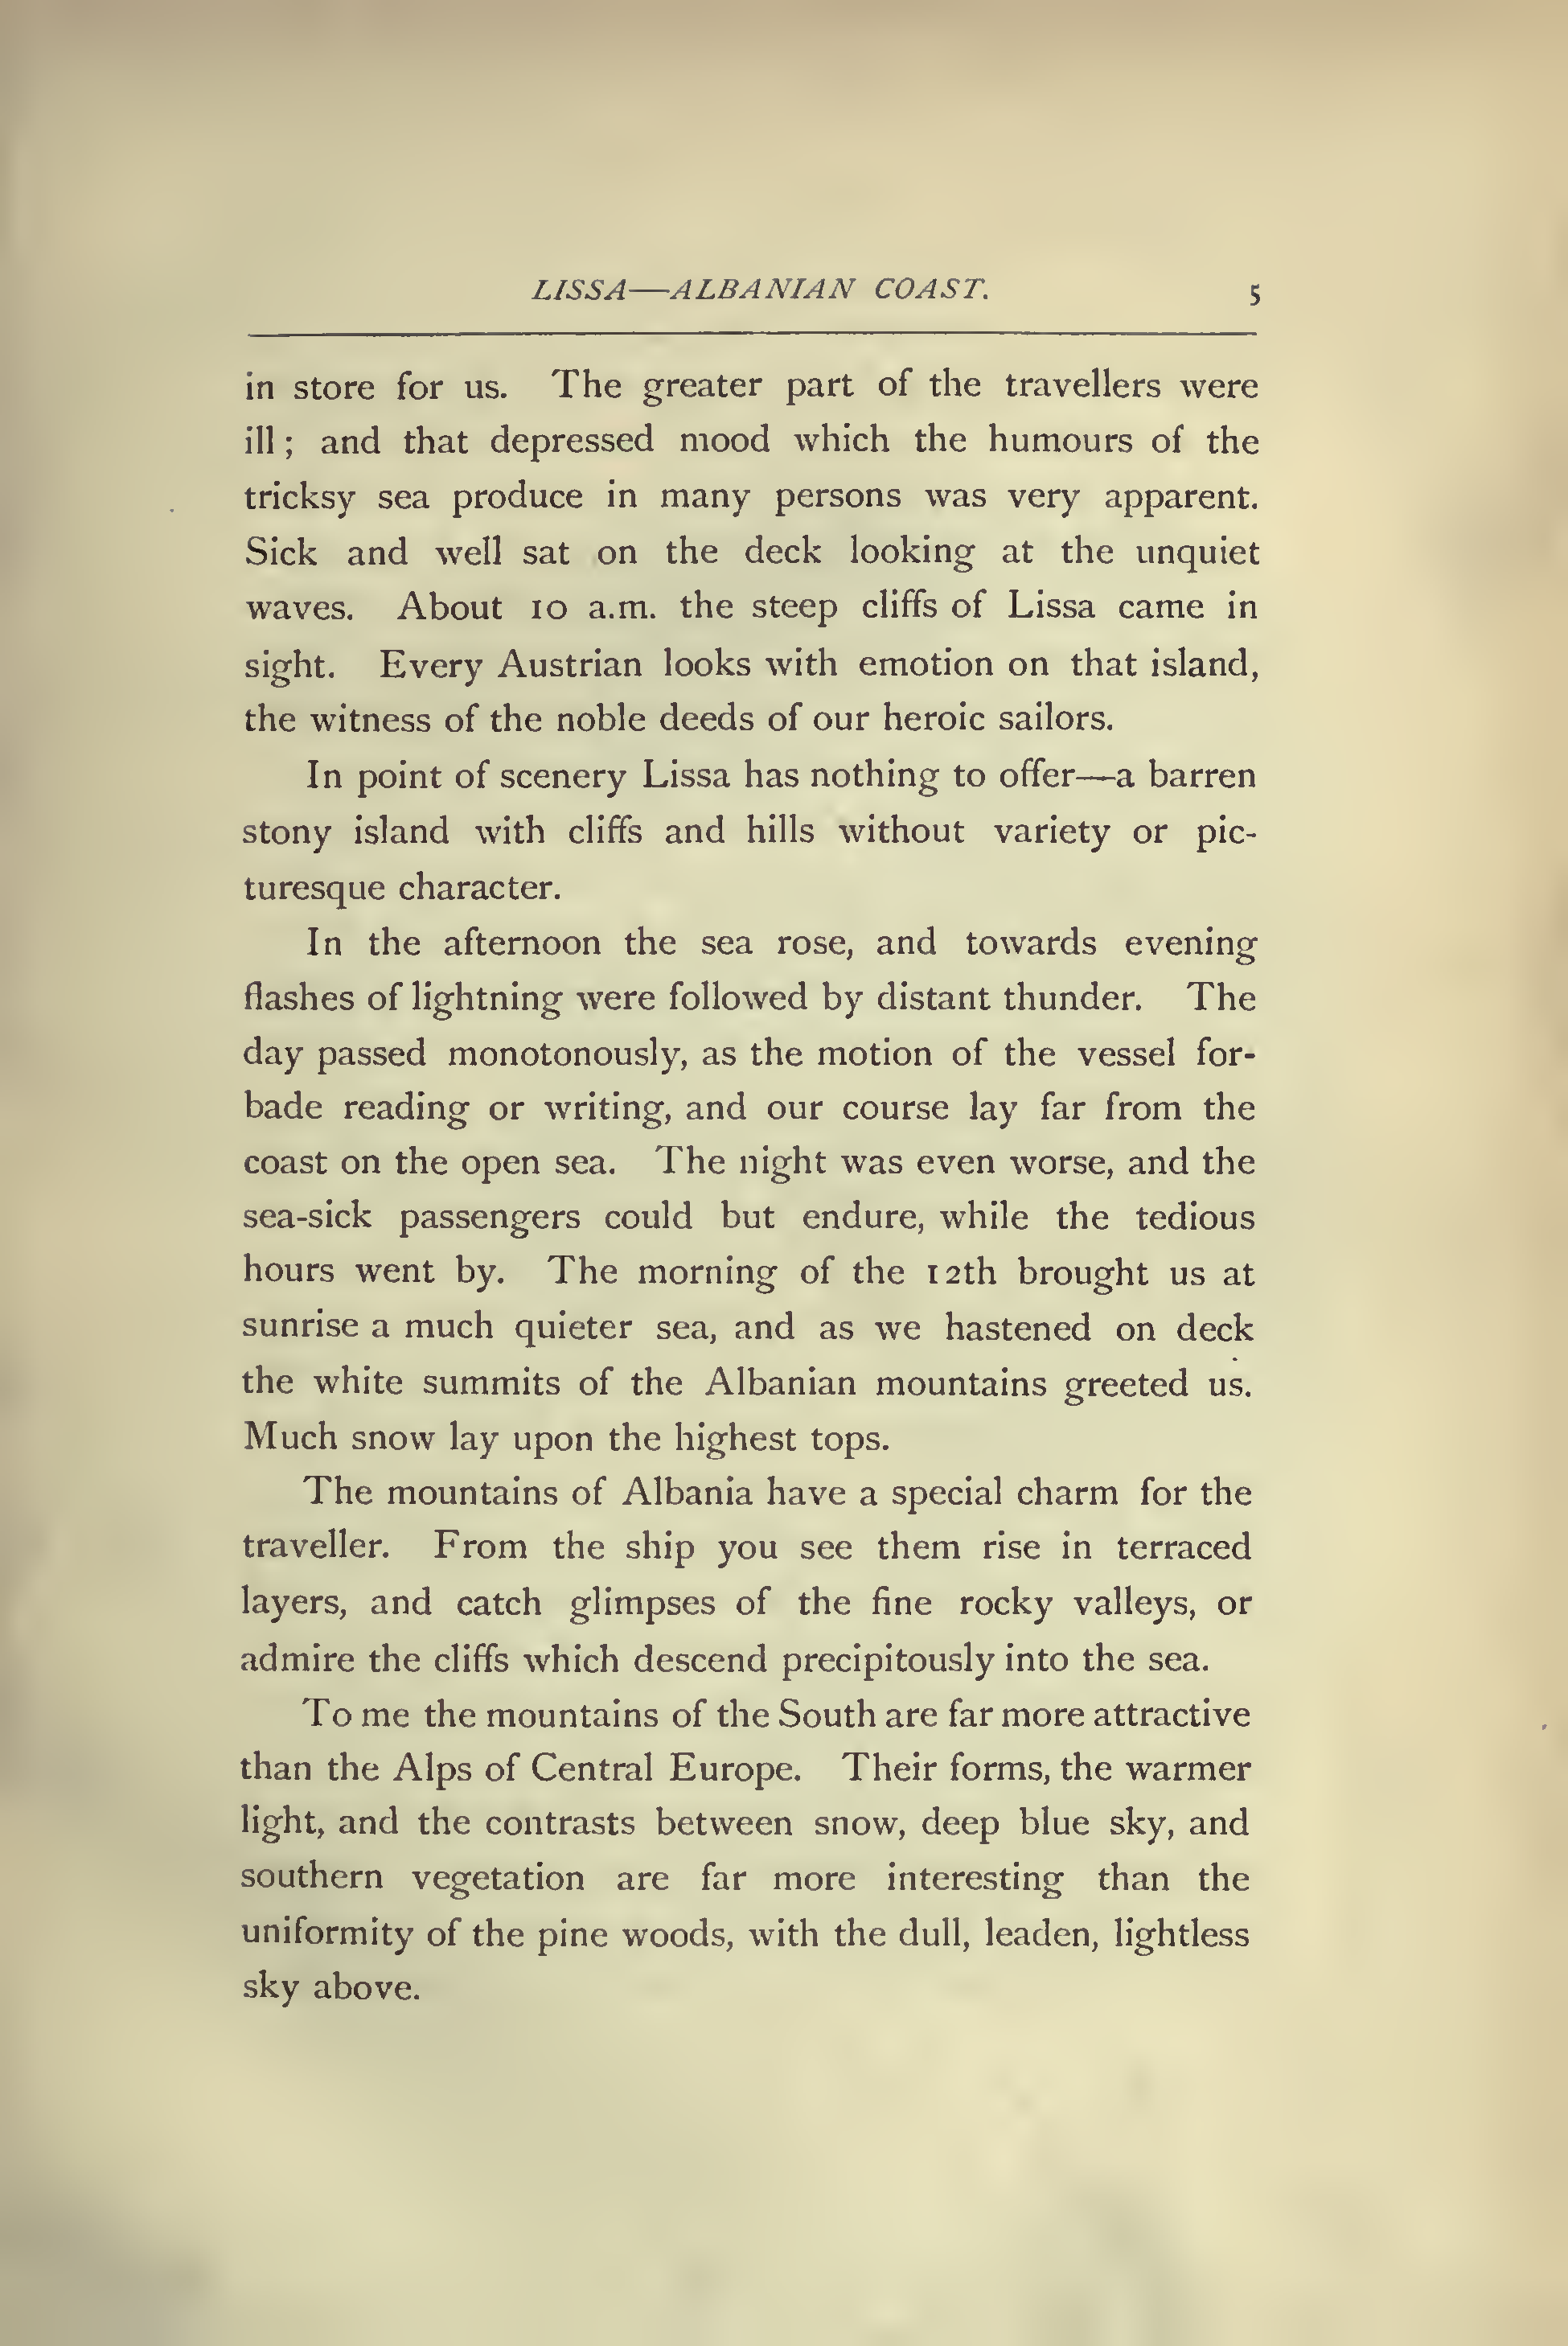 LISSA—ALBANIAN COAST. 5
in store for us. The greater part of the travellers were
ill; and that depressed mood which the humours of the
tricksy sea produce in many persons was very apparent.
Sick and well sat on the deck looking at the unquiet
waves. About 10 a.m. the steep cliffs of Lissa came in
sight. Every Austrian looks with emotion on that island,
the witness of the noble deeds of our heroic sailors.
In point of scenery Lissa has nothing to offer—a barren
stony island with cliffs and hills without variety or pic-
turesque character.
In the afternoon the sea rose, and towards evening
flashes of lightning were followed by distant thunder. The
day passed monotonously, as the motion of the vessel for-
bade reading or writing, and our course lay far from the
coast on the open sea. The night was even worse, and the
sea-sick passengers could but endure, while the tedious
hours went by. The morning of the 12th brought us at
sunrise a much quieter sea, and as we hastened on deck
the white summits of the Albanian mountains greeted us.
Much snow lay upon the highest tops.
The mountains of Albania have a special charm for the
traveller. From the ship you see them rise in terraced
layers, and catch glimpses of the fine rocky valleys, or
admire the cliffs which descend precipitously into the sea.
To me the mountains of the South are far more attractive
than the Alps of Central Europe. Their forms, the warmer
light, and the contrasts between snow, deep blue sky, and
southern vegetation are far more interesting than the
uniformity of the pine woods, with the dull, leaden, lightless
sky above.